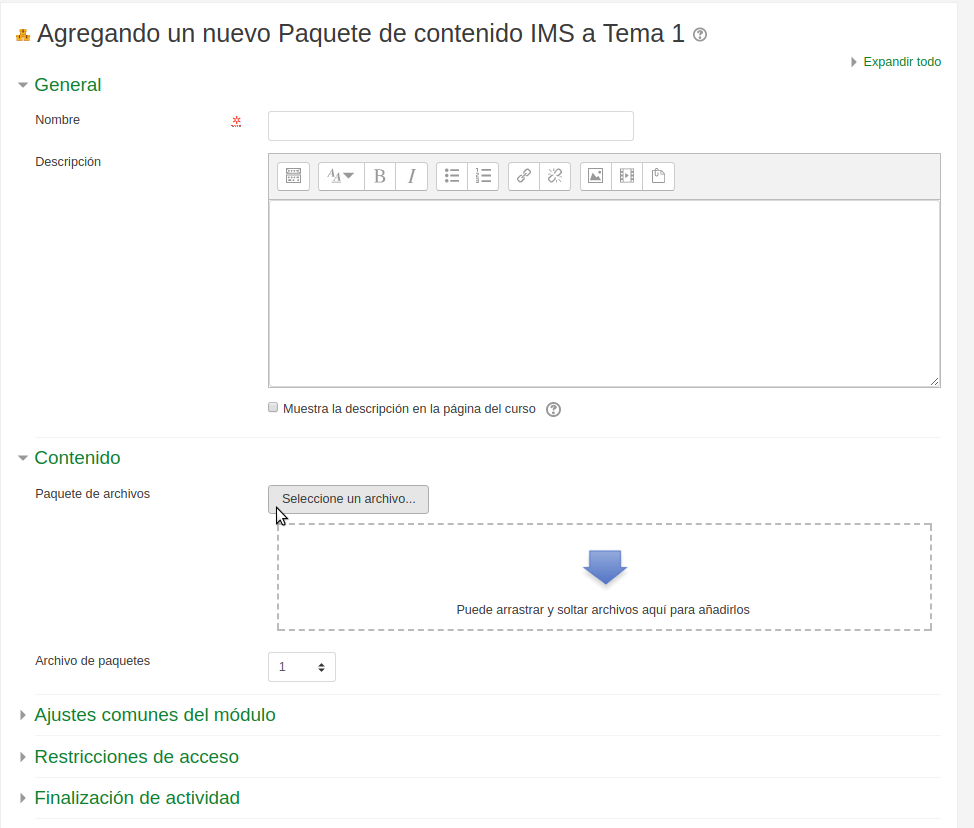 Agregando un nuevo Paquete de contenido IMS a Tema 1
Expandir todo
General
Nombre
Descripción
B I
Muestra la descripción en la página del curso
Contenido
Paquete de archivos
Seleccione un archivo...
Puede arrastrar y soltar archivos aquí para añadirlos
Archivo de paquetes
1
Ajustes comunes del módulo
Restricciones de acceso
Finalización de actividad